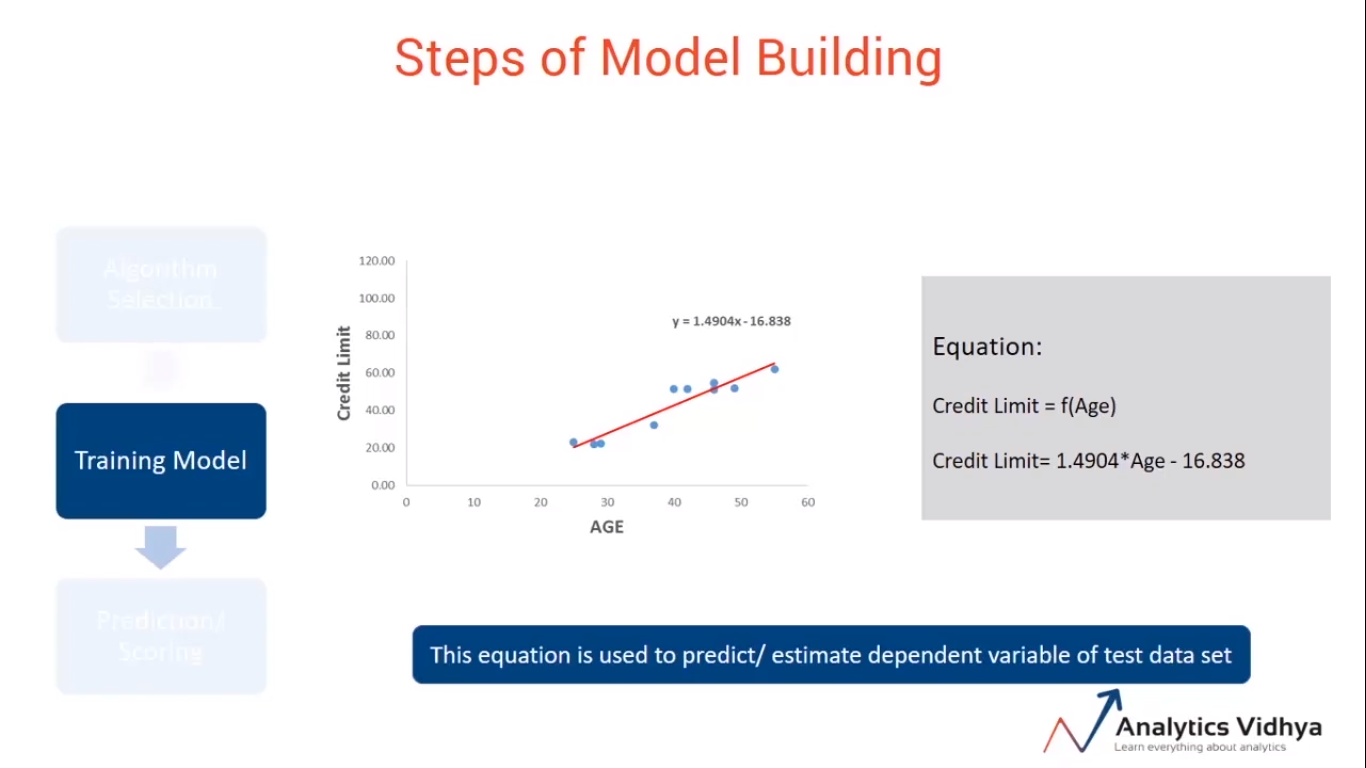 Steps of Model Building
Algorithm
Selection
Training Model
Prediction/
Scoring
120.00
100.00
80.00
60.00
40.00
20.00
0.00
Credit Limit
y = 1.4904x - 16.838
0 10 20 30 40 50 60
AGE
Equation:
Credit Limit = f(Age)
Credit Limit= 1.4904*Age - 16.838
This equation is used to predict/ estimate dependent variable of test data set
Analytics Vidhya
Learn everything about analytics